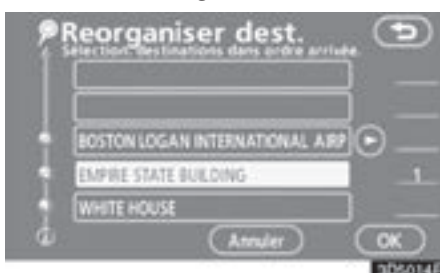 Reorganiser dest.
Sélection: destinations dans ordre arrivée.
BOSTON LOGAN INTERNATIONAL AIRP
EMPIRE STATE BUILDING 1
WHITE HOUSE
Annuler OK